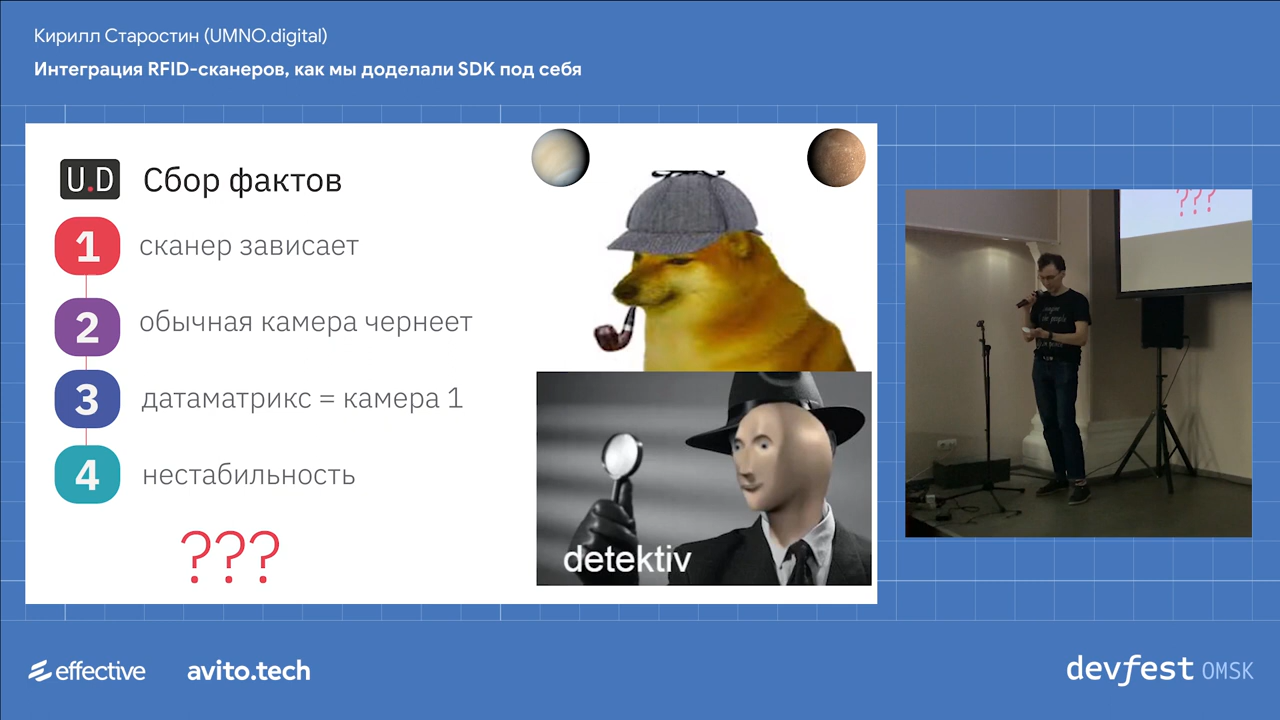 Кирилл Старостин (UMNO.digital)
Интеграция RFID-сканеров, как мы доделали SDK под себя
U.D Сбор фактов
1 сканер зависает
2 обычная камера чернеет
3 датаматрикс = камера 1
4 нестабильность
???
detektiv
???
effective
avito.tech
devfest OMSK